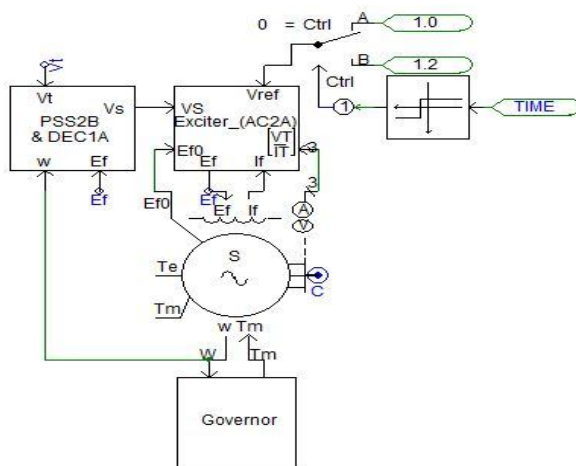 0 = Ctrl
A
1.0
B
1.2
Ctrl
1
TIME
Vt
Vt
Vs
PSS2B
& DEC1A
w
Ef
Ef
Vref
VS
Exciter_(AC2A)
Ef0
VT
IT
3
Ef
If
Ef
Ef0
Ef
If
3
A
V
S
Te
Tm
C
w Tm
W
Tm
Governor